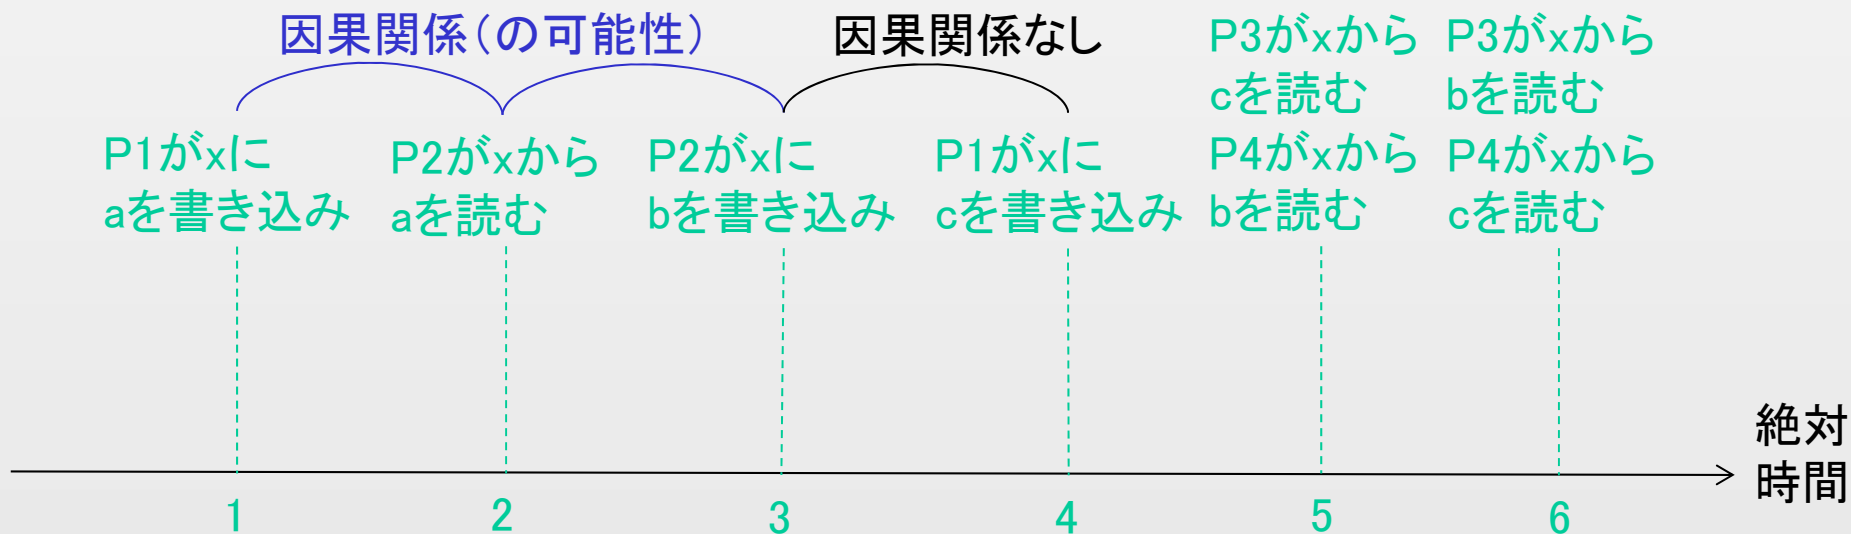 因果関係（の可能性）
因果関係なし
P1がxに
aを書き込み
P2がxから
aを読む
P2がxに
bを書き込み
P1がxに
cを書き込み
P3がxから
cを読む
P4がxから
bを読む
P3がxから
bを読む
P4がxから
cを読む
絶対
時間
1
2
3
4
5
6